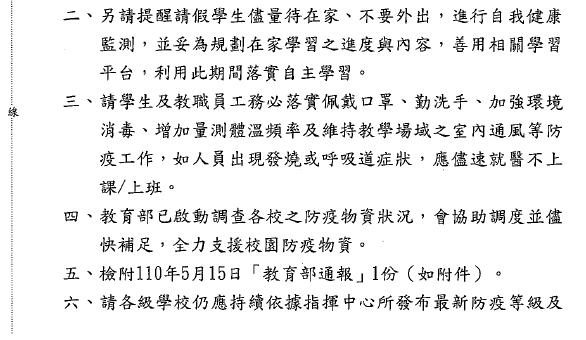 二、另請提醒請假學生儘量待在家、不要外出，進行自我健康
監測，並妥為規劃在家學習之進度與內容，善用相關學習
平台，利用此期間落實自主學習。
三、請學生及教職員工務必落實佩戴口罩、勤洗手、加強環境
消毒、增加量測體溫頻率及維持教學場域之室內通風等防
疫工作，如人員出現發燒或呼吸道症狀，應儘速就醫不上
課/上班。
四、教育部已啟動調查各校之防疫物資狀況，會協助調度並儘
快補足，全力支援校園防疫物資。
五、檢附110年5月15日「教育部通報」1份（如附件）。
六、請各級學校仍應持續依據指揮中心所發布最新防疫等級及
線